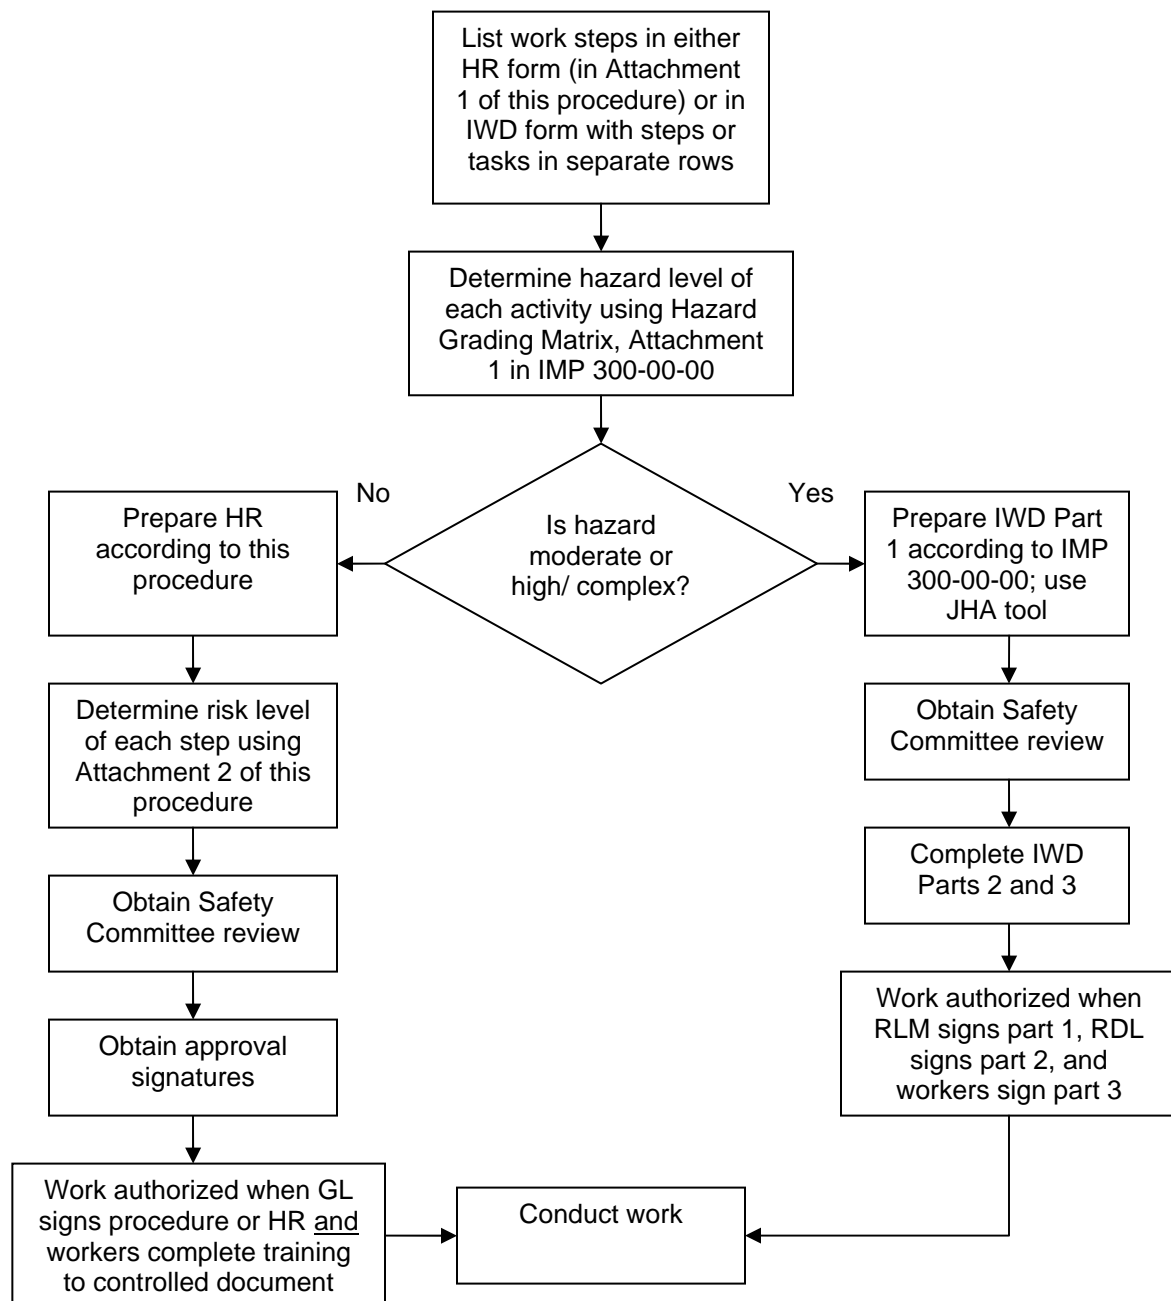 List work steps in either
HR form (in Attachment
1 of this procedure) or in
IWD form with steps or
tasks in separate rows
Determine hazard level of
each activity using Hazard
Grading Matrix, Attachment
1 in IMP 300-00-00
Is hazard
moderate or
high/ complex?
No
Yes
Prepare HR
according to this
procedure
Determine risk level
of each step using
Attachment 2 of this
procedure
Obtain Safety
Committee review
Obtain approval
signatures
Work authorized when GL
signs procedure or HR and
workers complete training
to controlled document
Prepare IWD Part
1 according to IMP
300-00-00; use
JHA tool
Obtain Safety
Committee review
Complete IWD
Parts 2 and 3
Work authorized when
RLM signs part 1, RDL
signs part 2, and
workers sign part 3
Conduct work